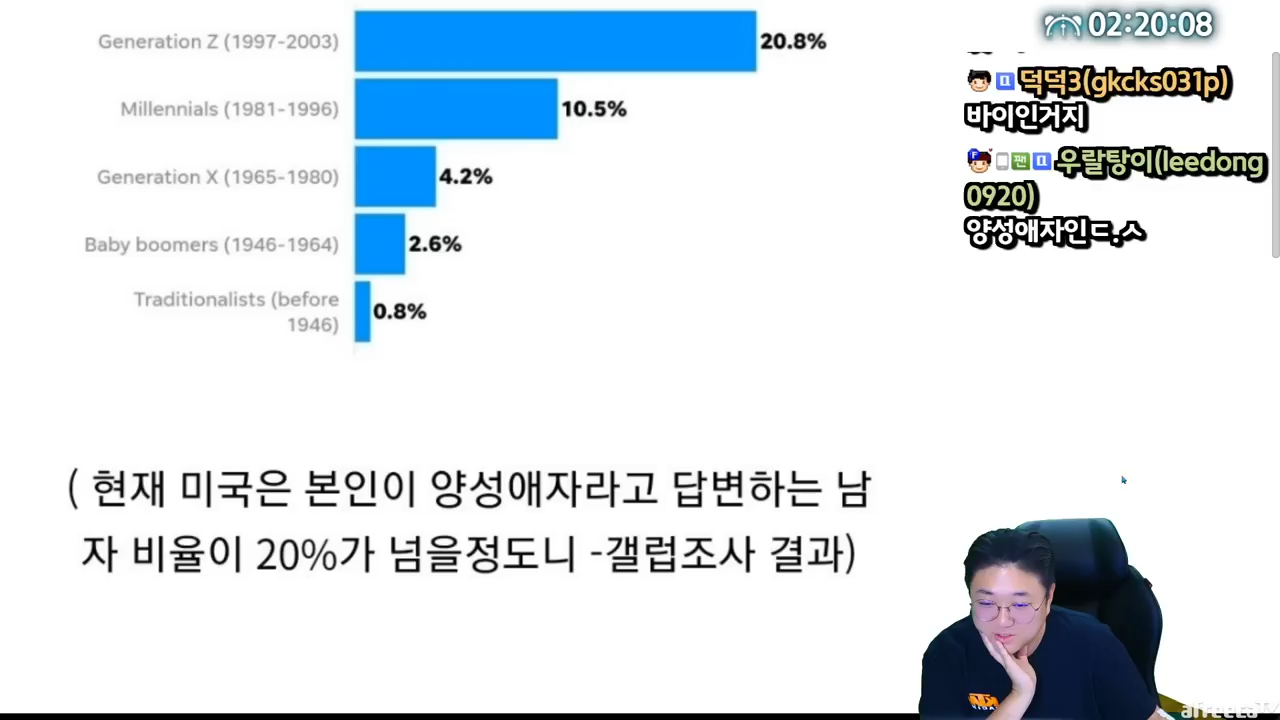 Generation Z (1997-2003)
20.8%
Millennials (1981-1996)
10.5%
Generation X (1965-1980)
4.2%
Baby boomers (1946-1964)
2.6%
Traditionalists (before
1946)
0.8%
( 현재 미국은 본인이 양성애자라고 답변하는 남
자 비율이 20%가 넘을정도니 -갤럽조사 결과)
02:20:08
덕덕3(gkcks031p)
바이인거지
우랄탕이(leedong
0920)
양성애자인ㄷ.ㅅ
afreecaTV